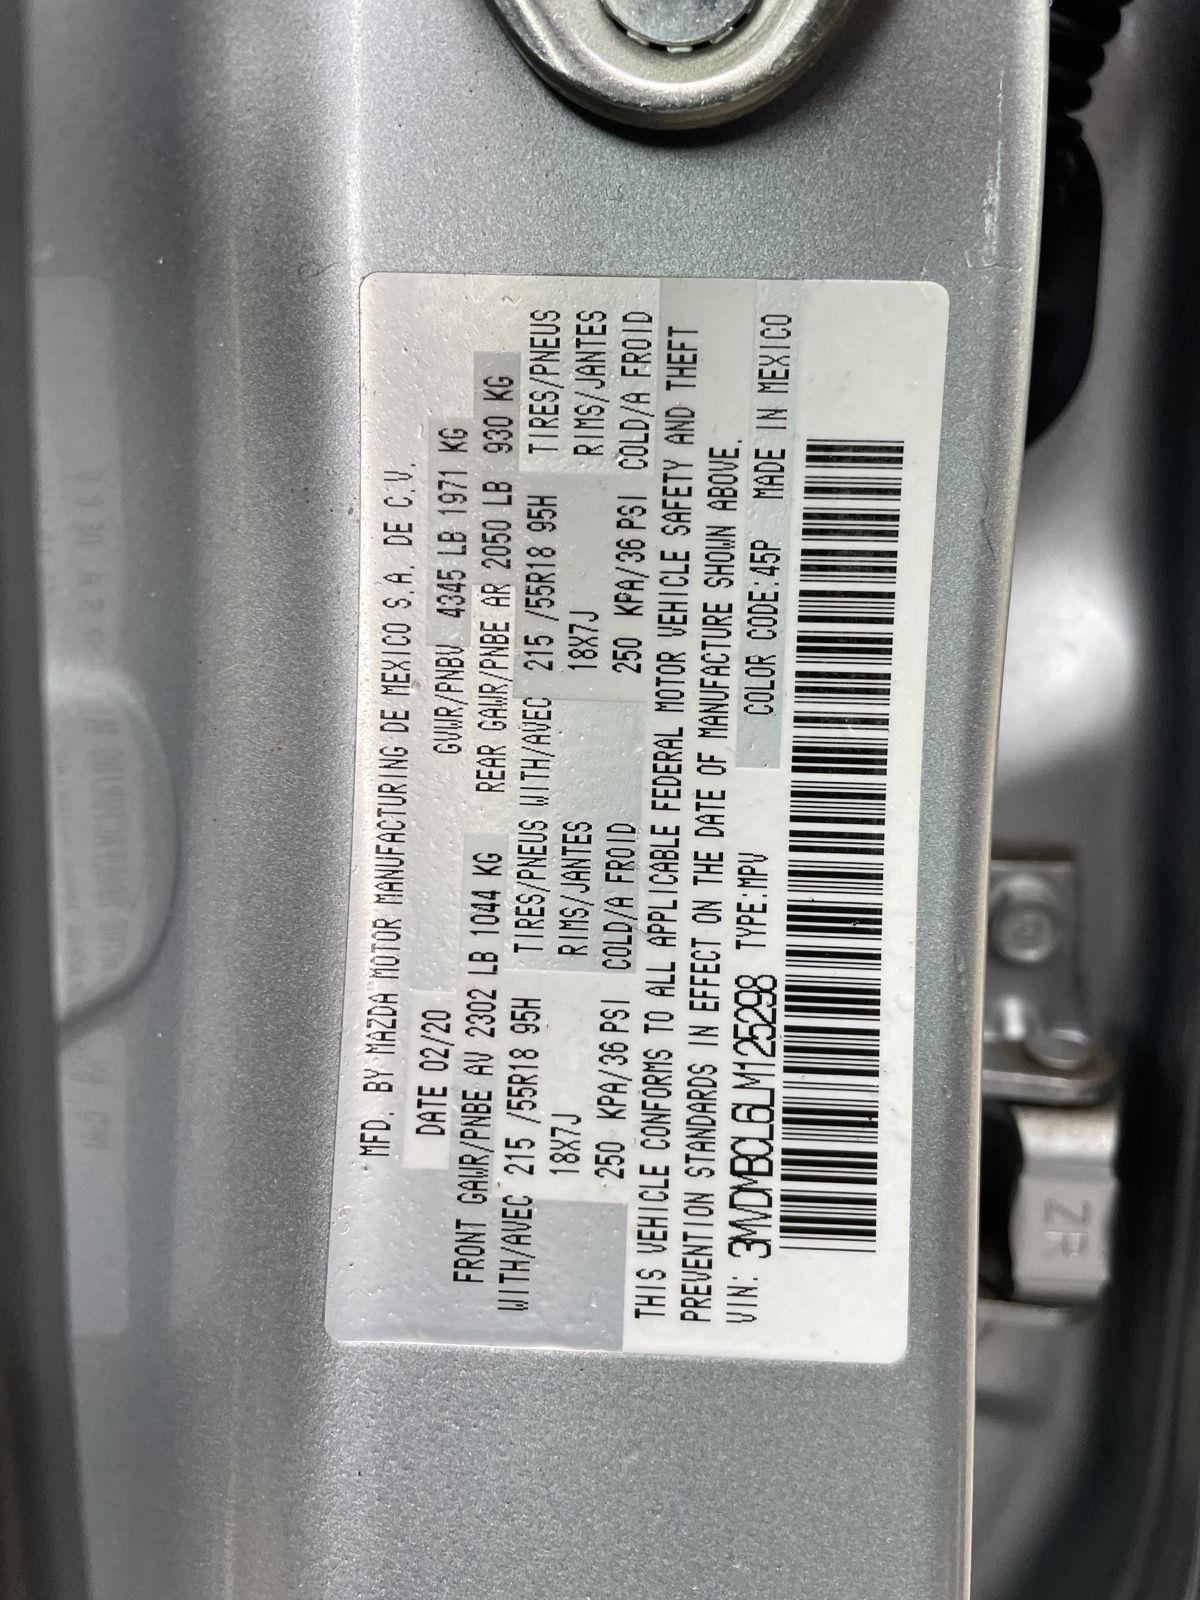 MFD. BY MAZDA MOTOR MANUFACTURING DE MEXICO S.A. DE C.V.
DATE 02/20 GVWR/PNBV 4345 LB 1971 KG
FRONT GAWR/PNBE AV 2302 LB 1044 KG REAR GAWR/PNBE AR 2050 LB 930 KG
WITH/AVEC 215 /55R18 95H TIRES/PNEUS WITH/AVEC 215 /55R18 95H TIRES/PNEUS
18X7J RIMS/JANTES 18X7J RIMS/JANTES
250 KPA/36 PSI COLD/A FROID 250 KPA/36 PSI COLD/A FROID
THIS VEHICLE CONFORMS TO ALL APPLICABLE FEDERAL MOTOR VEHICLE SAFETY AND THEFT
PREVENTION STANDARDS IN EFFECT ON THE DATE OF MANUFACTURE SHOWN ABOVE.
VIN: 3MVDMBCL6LM125298 TYPE:MPV COLOR CODE:45P MADE IN MEXICO
ZP